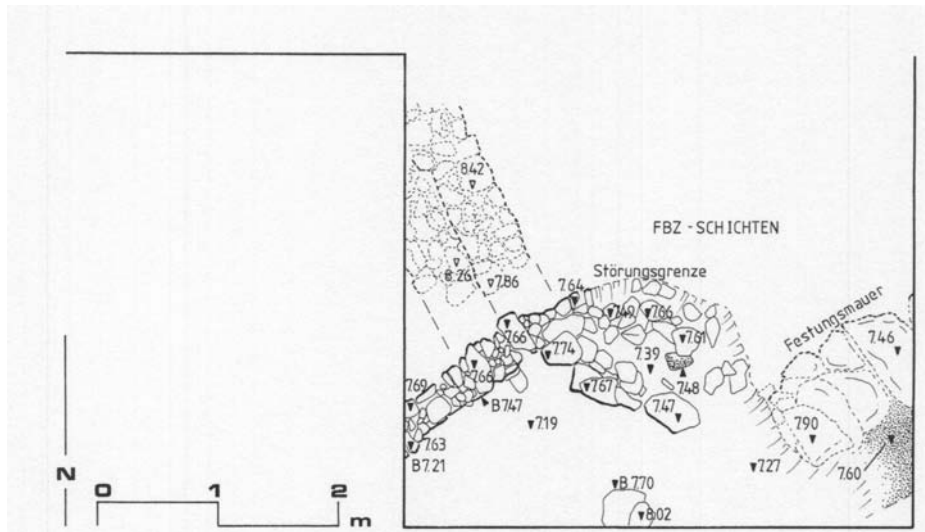 8.42
FBZ - SCHICHTEN
8.26
7.86
Störungsgrenze
7.64
7.49
7.66
Festungsmauer
7.66
7.61
7.46
7.74
7.39
7.66
7.69
7.67
7.48
B 7.47
7.47
7.19
7.90
7.63
B 7.21
7.27
7.60
B. 7.70
8.02
N
0 1 2
m